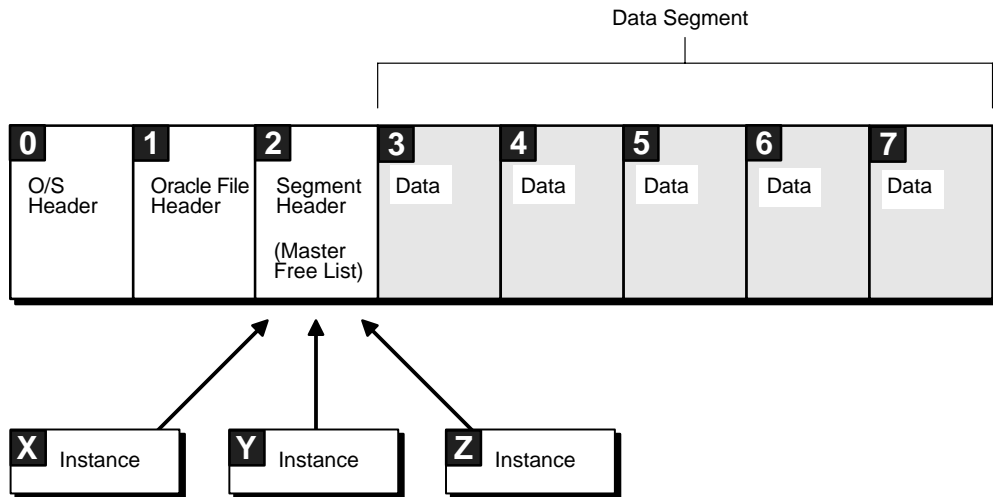 Data Segment
0
O/S
Header
1
Oracle File
Header
2
Segment
Header
(Master
Free List)
3
Data
4
Data
5
Data
6
Data
7
Data
X
Instance
Y
Instance
Z
Instance